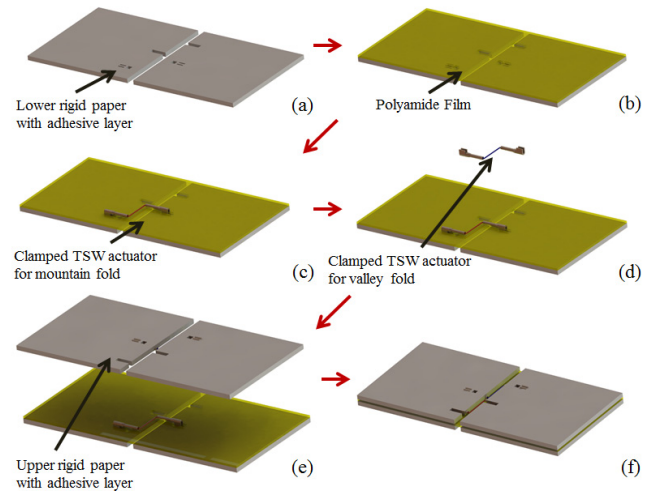 Lower rigid paper
with adhesive layer
(a)
Polyamide Film
(b)
Clamped TSW actuator
for mountain fold
(c)
Clamped TSW actuator
for valley fold
(d)
Upper rigid paper
with adhesive layer
(e)
(f)